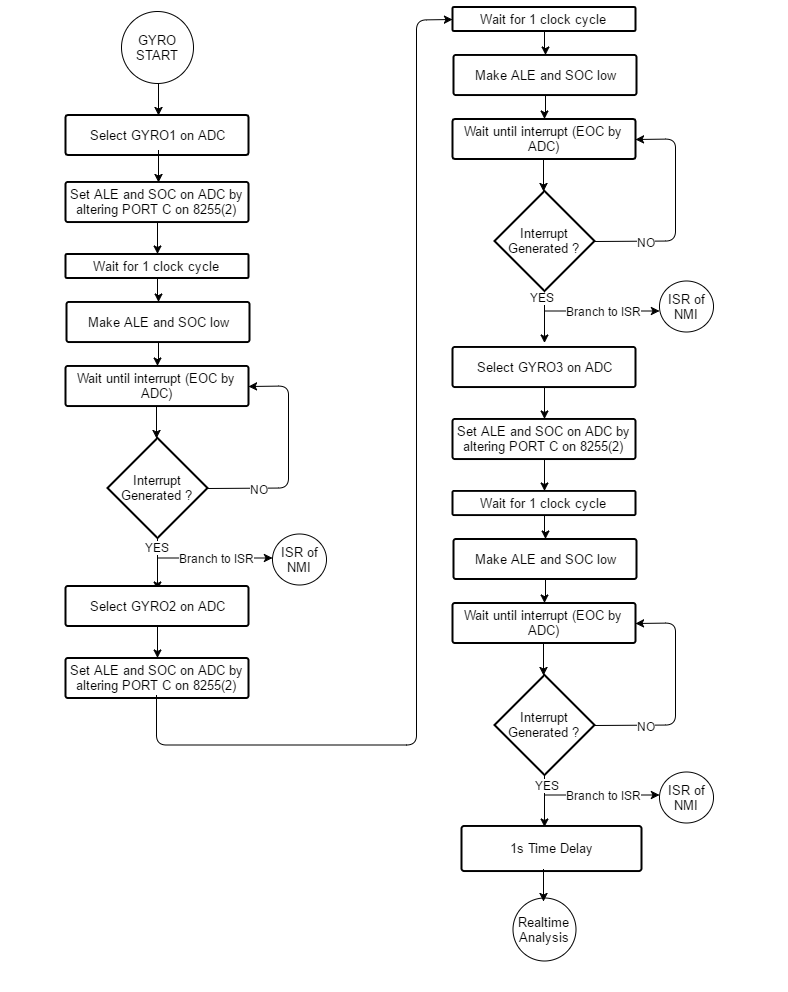 GYRO
START
Select GYRO1 on ADC
Set ALE and SOC on ADC by
altering PORT C on 8255(2)
Wait for 1 clock cycle
Make ALE and SOC low
Wait until interrupt (EOC by
ADC)
Interrupt
Generated ?
NO
YES
Branch to ISR
ISR of
NMI
Select GYRO2 on ADC
Set ALE and SOC on ADC by
altering PORT C on 8255(2)
Wait for 1 clock cycle
Make ALE and SOC low
Wait until interrupt (EOC by
ADC)
Interrupt
Generated ?
NO
YES
Branch to ISR
ISR of
NMI
Select GYRO3 on ADC
Set ALE and SOC on ADC by
altering PORT C on 8255(2)
Wait for 1 clock cycle
Make ALE and SOC low
Wait until interrupt (EOC by
ADC)
Interrupt
Generated ?
NO
YES
Branch to ISR
ISR of
NMI
1s Time Delay
Realtime
Analysis